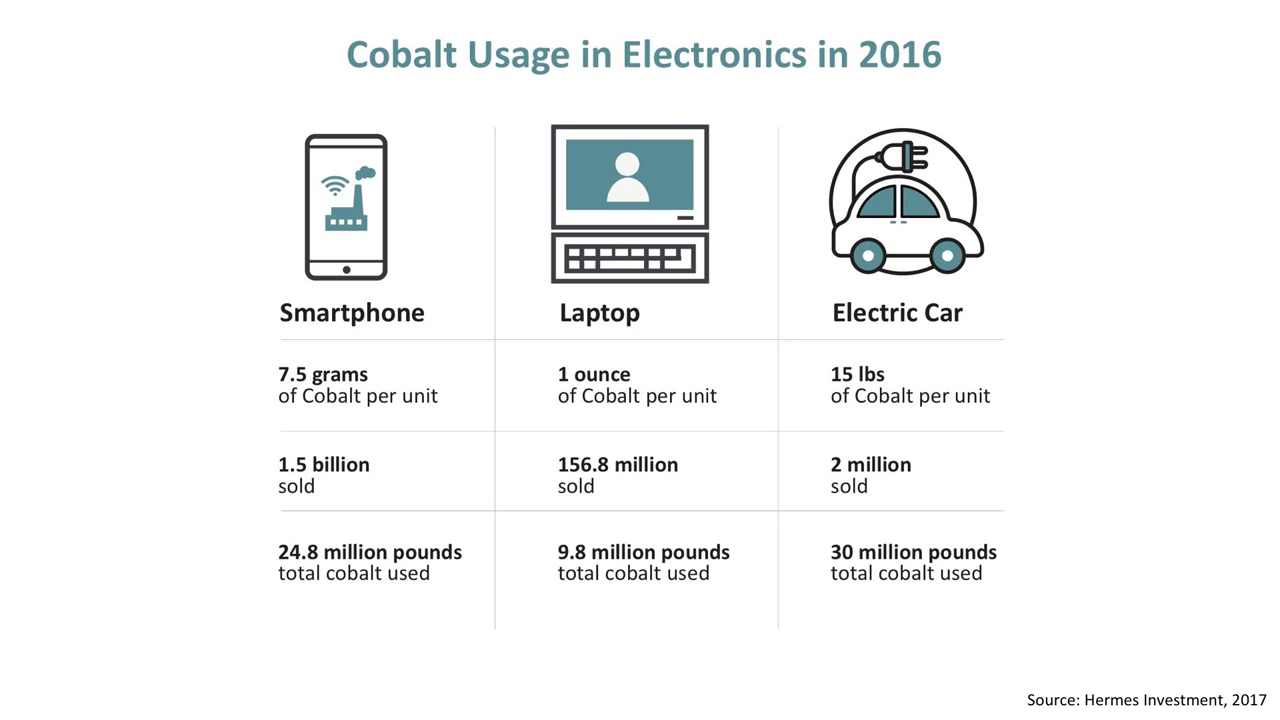 Cobalt Usage in Electronics in 2016
Smartphone
Laptop
Electric Car
7.5 grams
of Cobalt per unit
1 ounce
of Cobalt per unit
15 lbs
of Cobalt per unit
1.5 billion
sold
156.8 million
sold
2 million
sold
24.8 million pounds
total cobalt used
9.8 million pounds
total cobalt used
30 million pounds
total cobalt used
Source: Hermes Investment, 2017